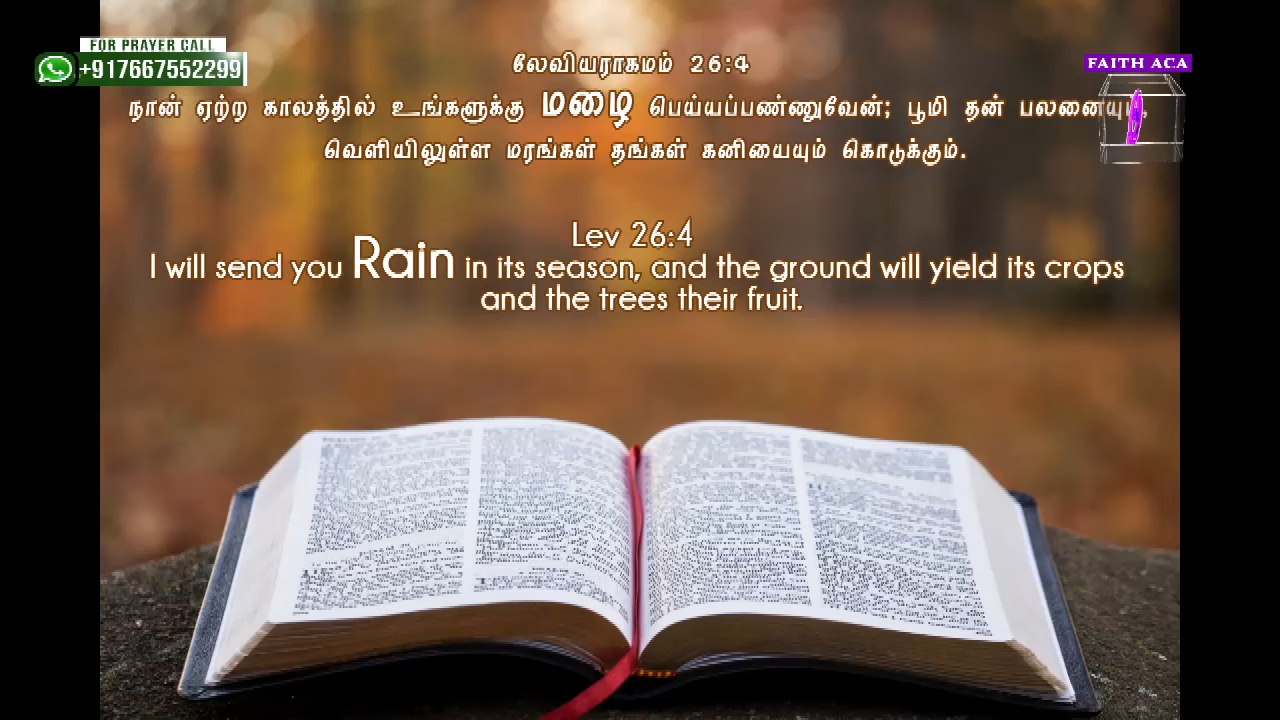 FOR PRAYER CALL
+917667552299
FAITH ACA
லேவியராகமம் 26:4
நான் ஏற்ற காலத்தில் உங்களுக்கு மழை பெய்யப்பண்ணுவேன்; பூமி தன் பலனையும்,
வெளியிலுள்ள மரங்கள் தங்கள் கனியையும் கொடுக்கும்.
Lev 26:4
I will send you Rain in its season, and the ground will yield its crops
and the trees their fruit.